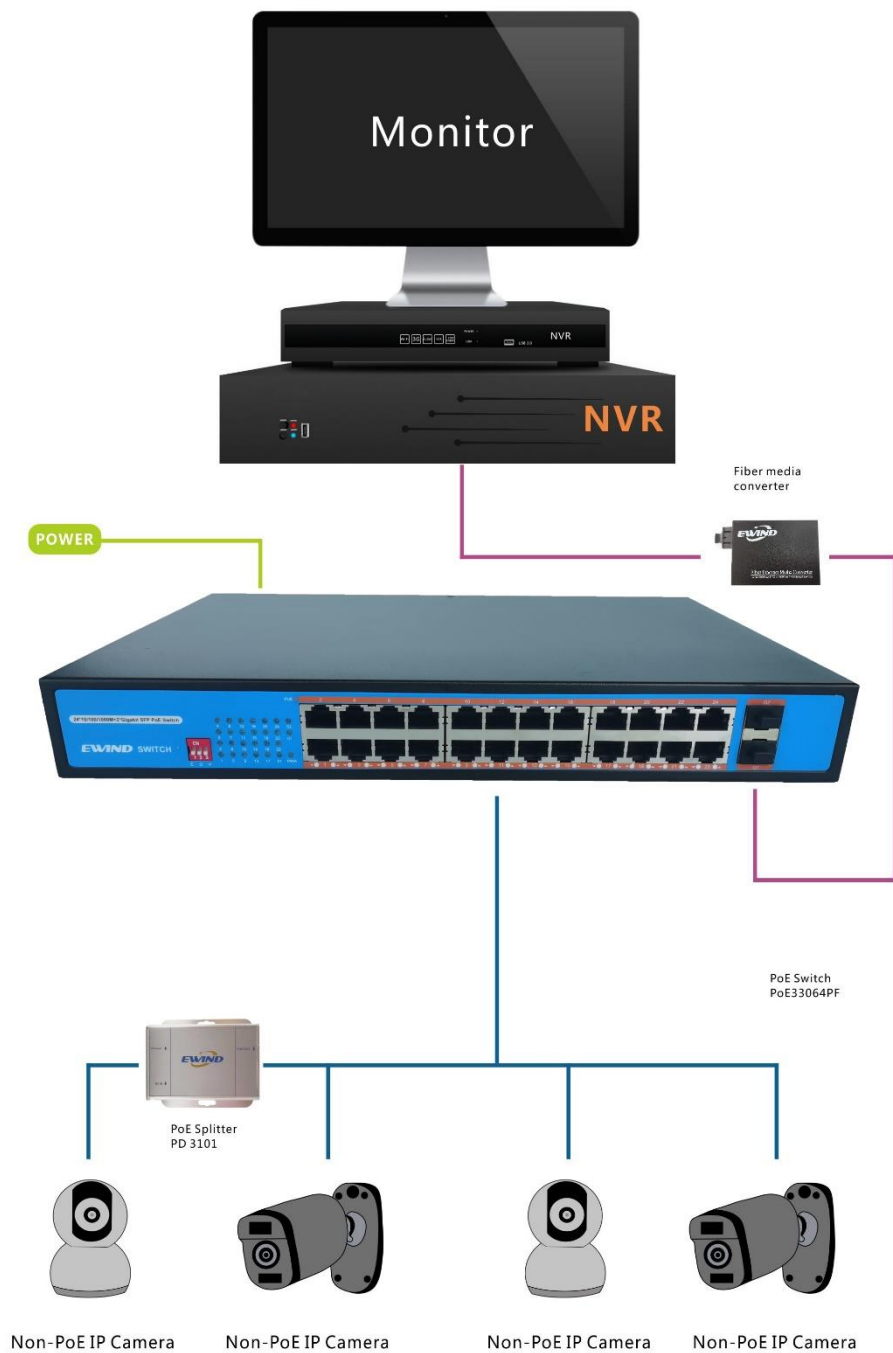 Monitor
NVR
NVR
Fiber media
converter
EWIND
POWER
EWIND SWITCH
PoE Switch
PoE33064PF
EWIND
PoE Splitter
PD 3101
Non-PoE IP Camera
Non-PoE IP Camera
Non-PoE IP Camera
Non-PoE IP Camera